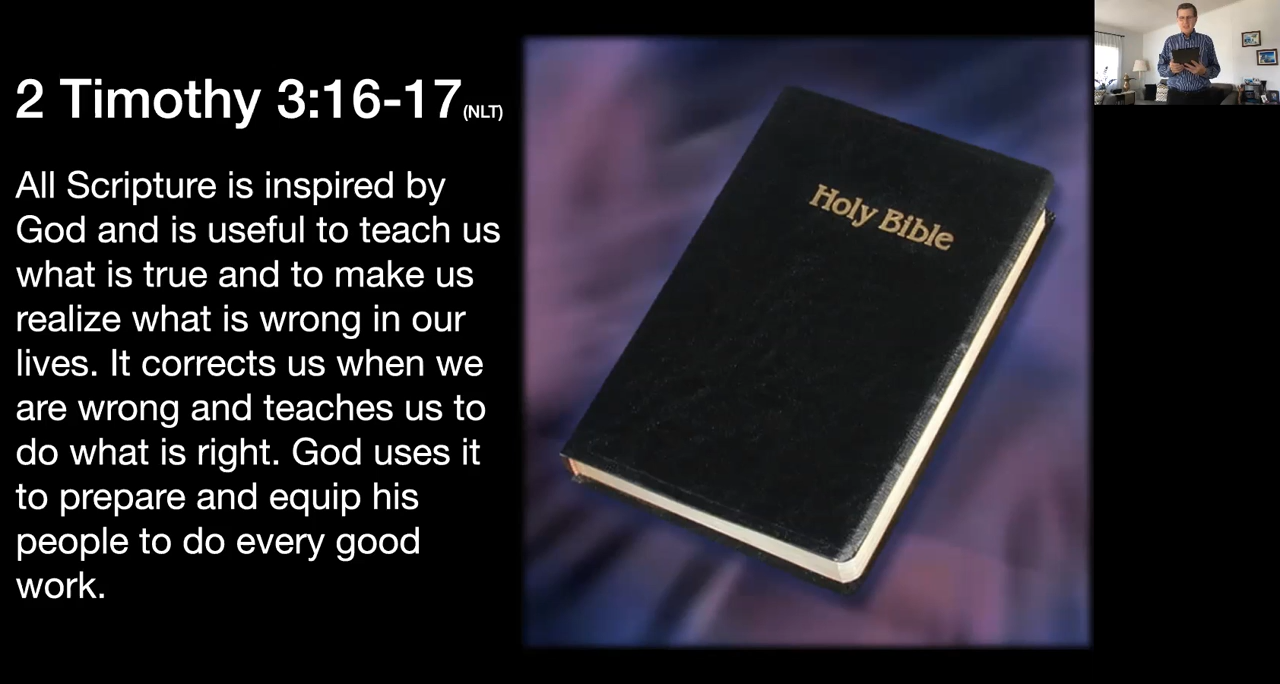 2 Timothy 3:16-17(NLT)
All Scripture is inspired by
God and is useful to teach us
what is true and to make us
realize what is wrong in our
lives. It corrects us when we
are wrong and teaches us to
do what is right. God uses it
to prepare and equip his
people to do every good
work.
Holy Bible